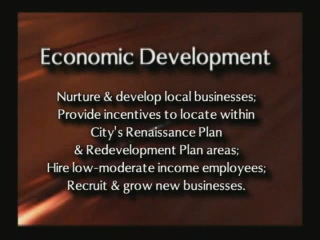 Economic Development
Nurture & develop local businesses;
Provide incentives to locate within
City's Renaissance Plan
& Redevelopment Plan areas;
Hire low-moderate income employees;
Recruit & grow new businesses.